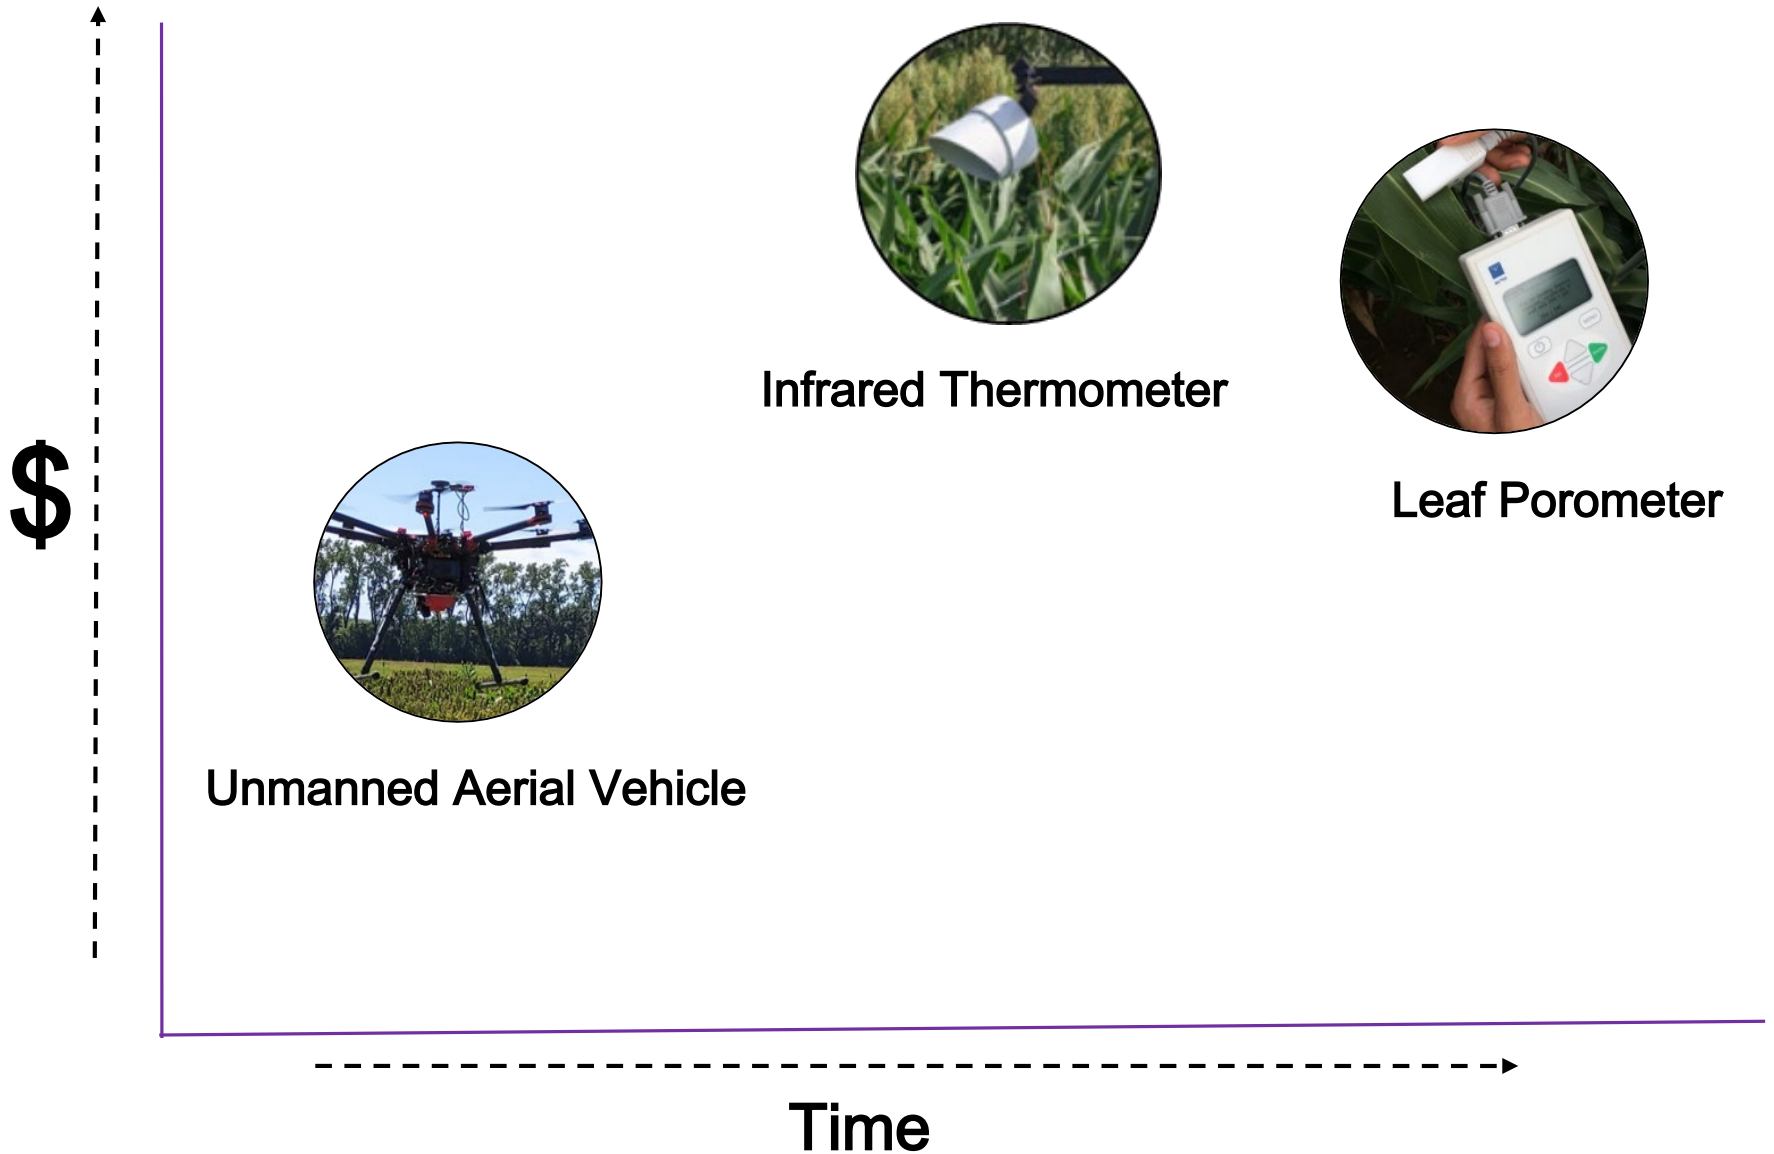 $
Infrared Thermometer
Leaf Porometer
Unmanned Aerial Vehicle
Time